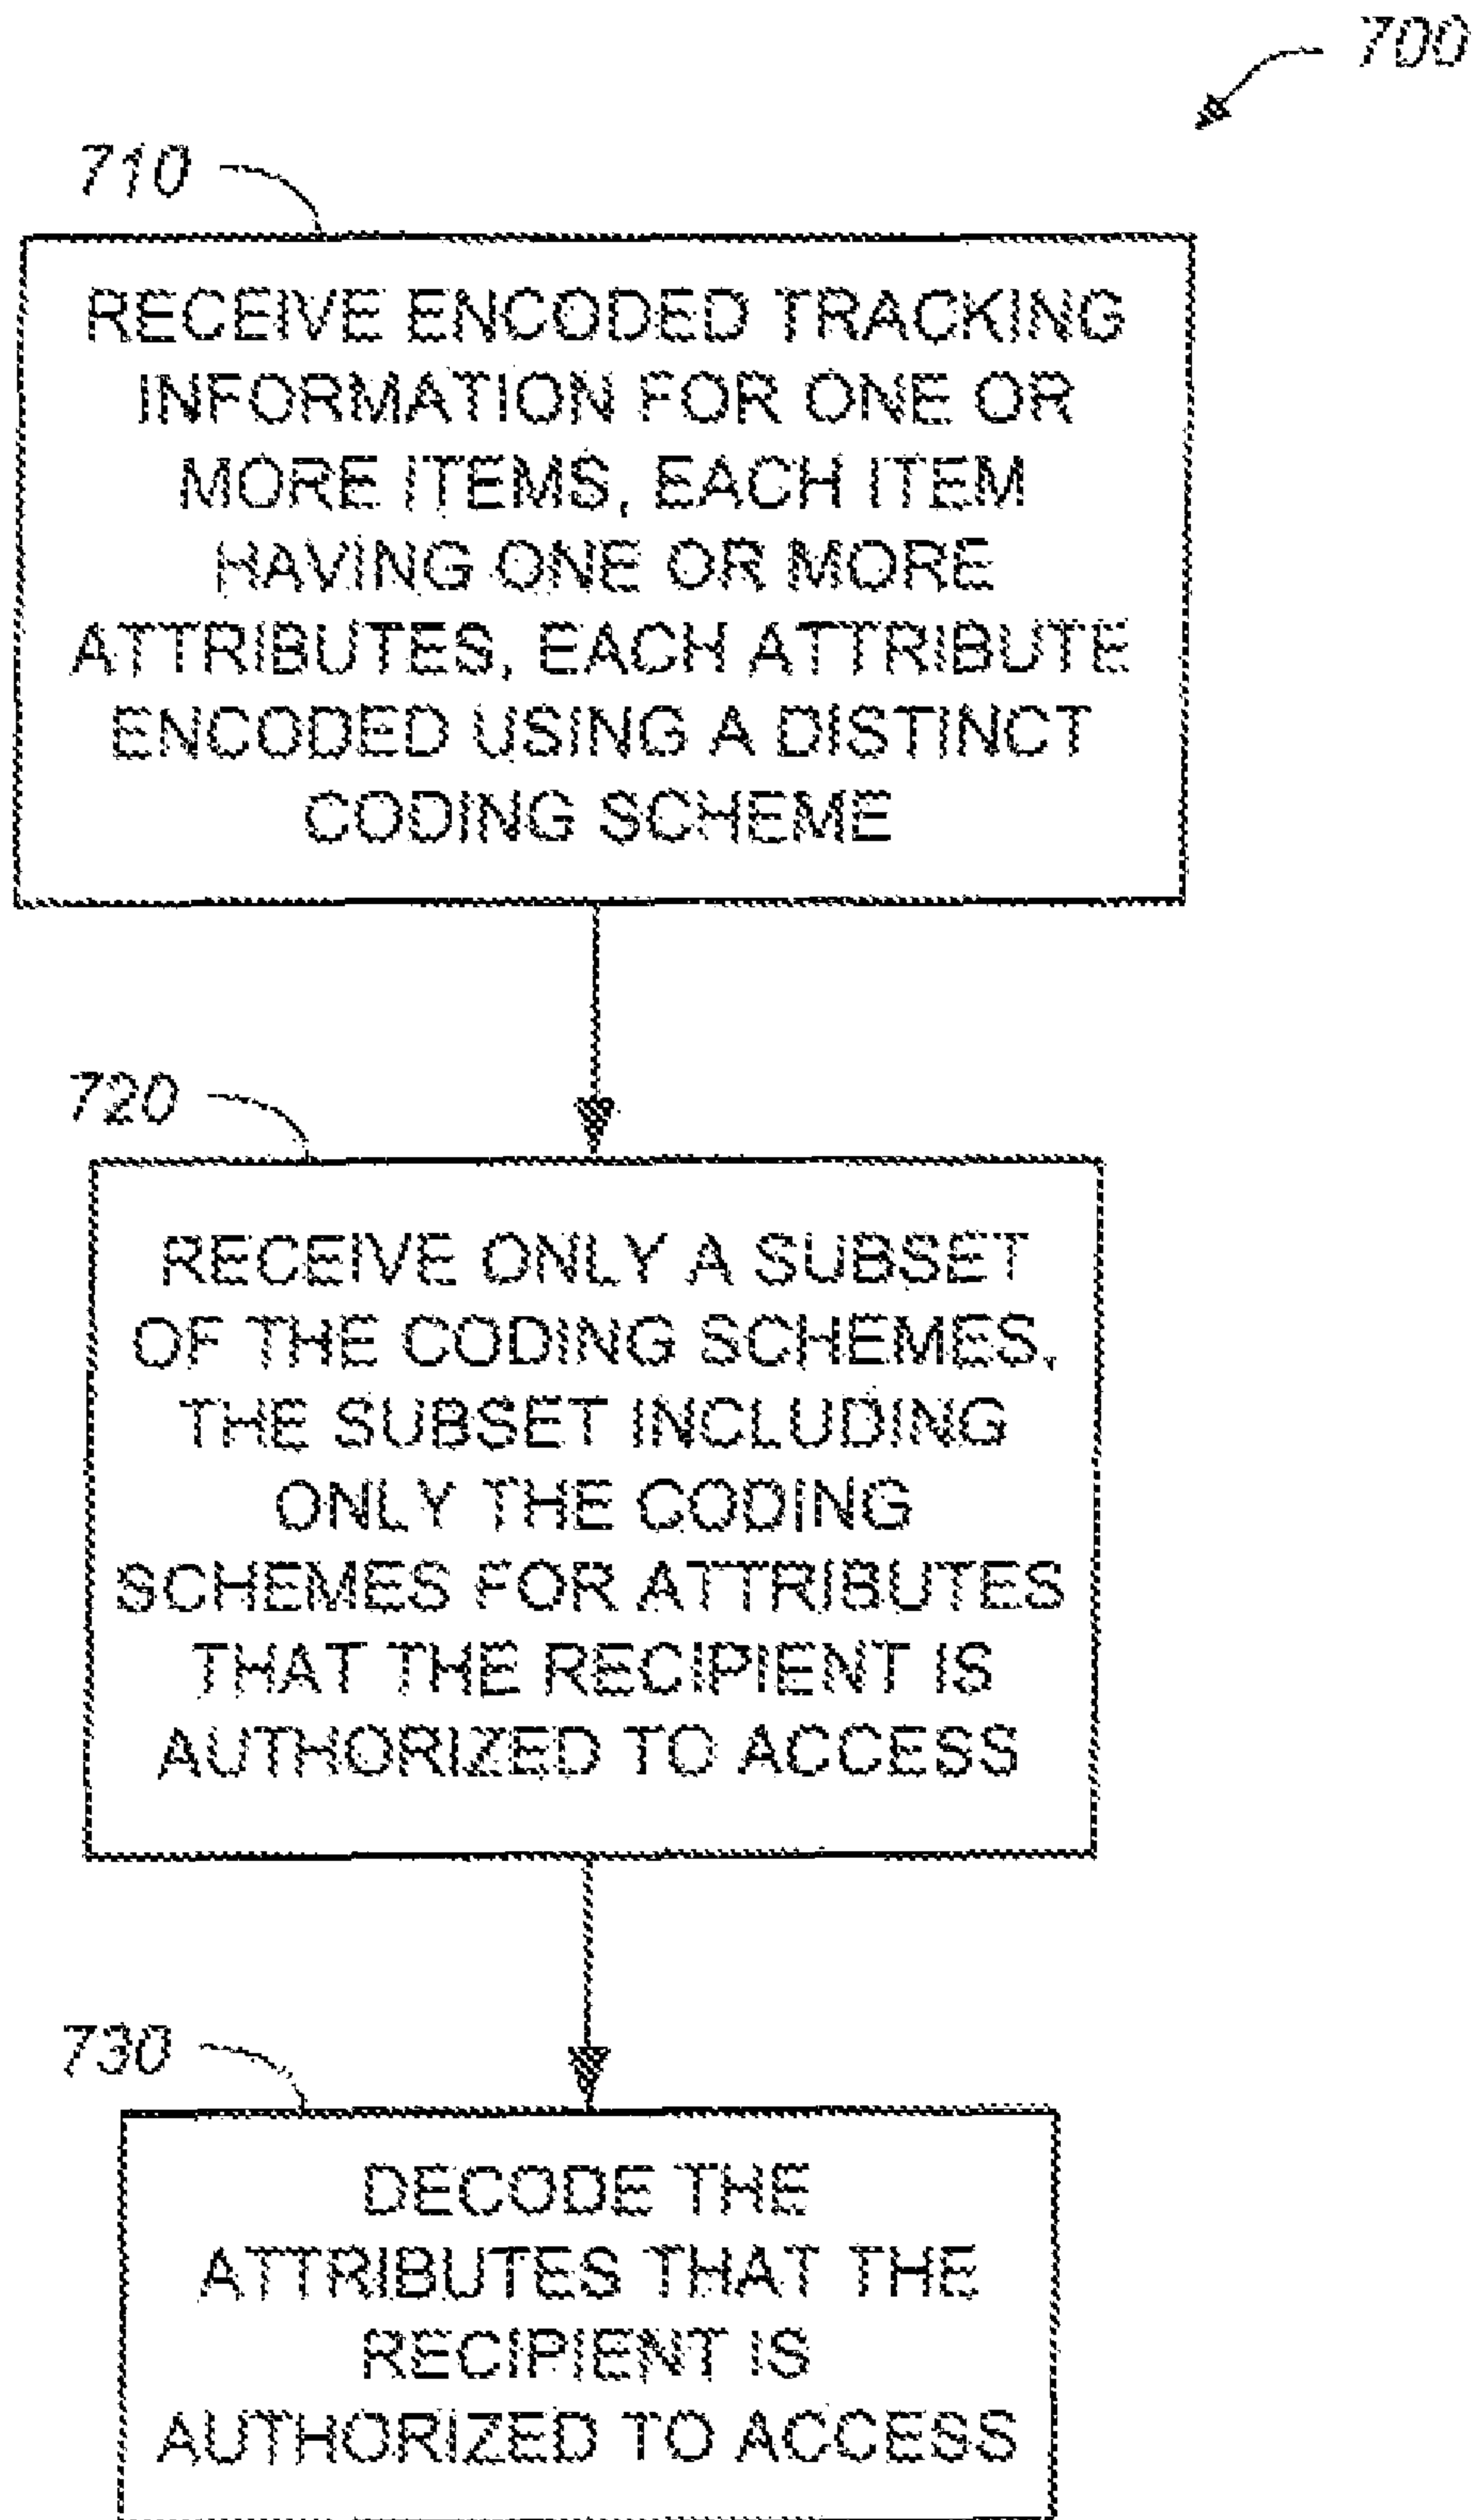 700
710
RECEIVE ENCODED TRACKING
INFORMATION FOR ONE OR
MORE ITEMS, EACH ITEM
HAVING ONE OR MORE
ATTRIBUTES, EACH ATTRIBUTE
ENCODED USING A DISTINCT
CODING SCHEME
720
RECEIVE ONLY A SUBSET
OF THE CODING SCHEMES,
THE SUBSET INCLUDING
ONLY THE CODING
SCHEMES FOR ATTRIBUTES
THAT THE RECIPIENT IS
AUTHORIZED TO ACCESS
730
DECODE THE
ATTRIBUTES THAT THE
RECIPIENT IS
AUTHORIZED TO ACCESS